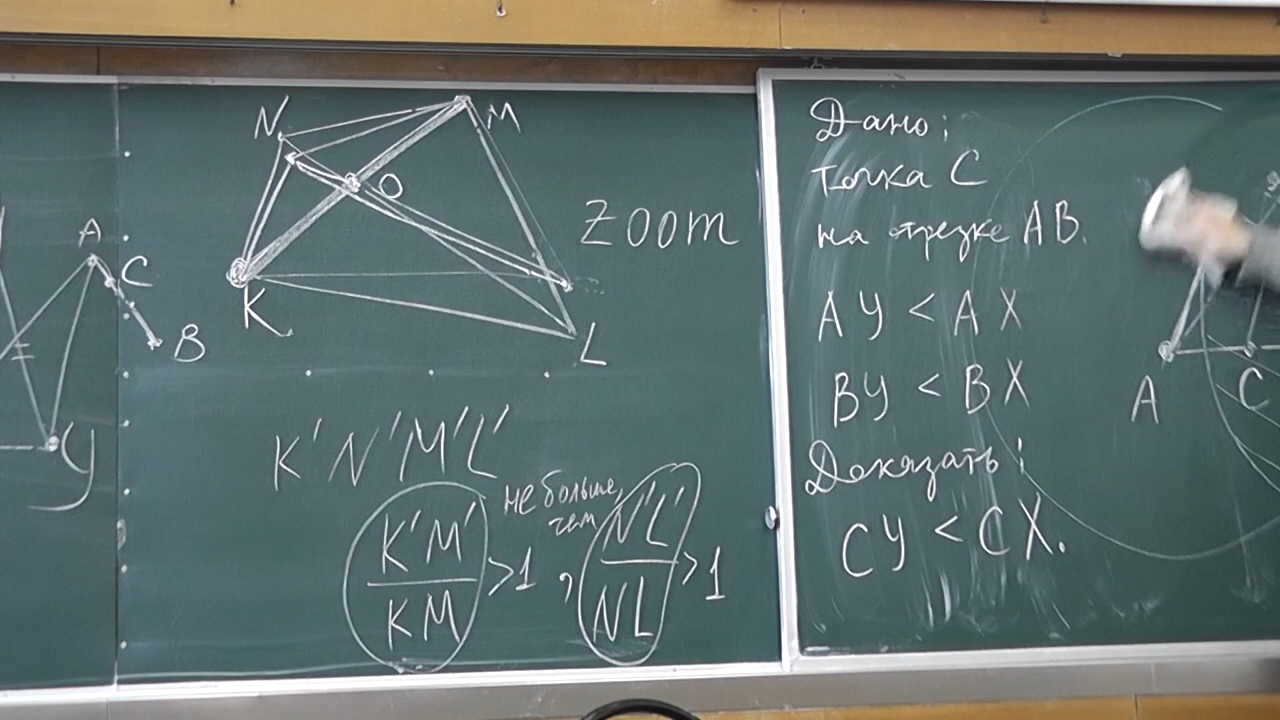 A
C
B
У
N
M
O
K
L
zoom
K'N'M'L'
K'M'
KM
>1 ,
не больше,
чем
N'L'
NL
>1
Дано:
точка C
на отрезке AB.
AY < AX
BY < BX
Доказать:
CY < CX.
A
C